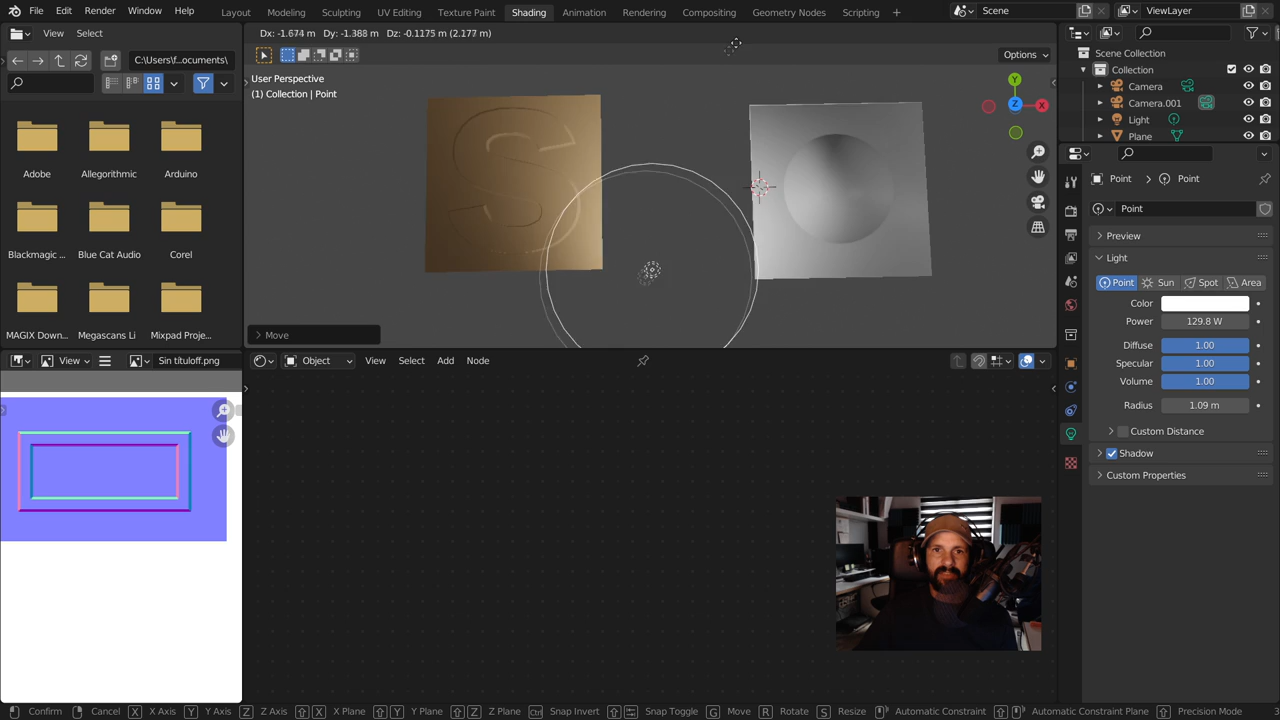 File Edit Render Window Help Layout Modeling Sculpting UV Editing Texture Paint Shading Animation Rendering Compositing Geometry Nodes Scripting + Scene ViewLayer
View Select
Dx: -1.674 m Dy: -1.388 m Dz: -0.1175 m (2.177 m)
C:\Users\f...ocuments\
Options
User Perspective
(1) Collection | Point
Y
Z
X
S
Scene Collection
Collection
Camera
Camera.001
Light
Plane
Adobe Allegorithmic Arduino
Blackmagic ... Blue Cat Audio Corel
MAGIX Down... Megascans Li Mixpad Proje...
Move
Point > Point
Point
Preview
Light
Point Sun Spot Area
Color
Power 129.8 W
Diffuse 1.00
Specular 1.00
Volume 1.00
Radius 1.09 m
Custom Distance
Shadow
Custom Properties
View Sin tituloff.png
Object View Select Add Node
Confirm Cancel X X Axis Y Y Axis Z Z Axis X X Plane Y Y Plane Z Z Plane Ctrl Snap Invert Snap Toggle G Move R Rotate S Resize Automatic Constraint Automatic Constraint Plane Precision Mode